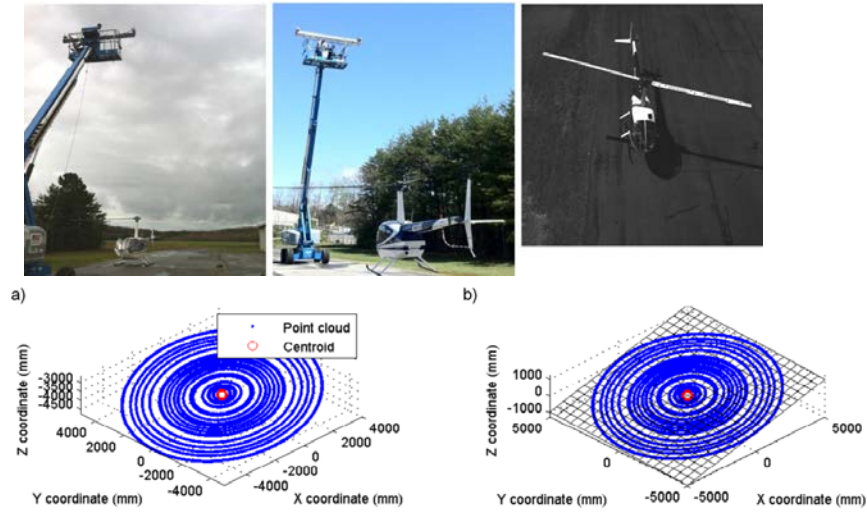 a)
Point cloud
Centroid
Z coordinate (mm)
-3000
-3500
-4000
-4500
4000
2000
0
-2000
-4000
Y coordinate (mm)
-4000
-2000
0
2000
4000
X coordinate (mm)
b)
Z coordinate (mm)
1000
0
-1000
5000
0
-5000
Y coordinate (mm)
-5000
0
5000
X coordinate (mm)